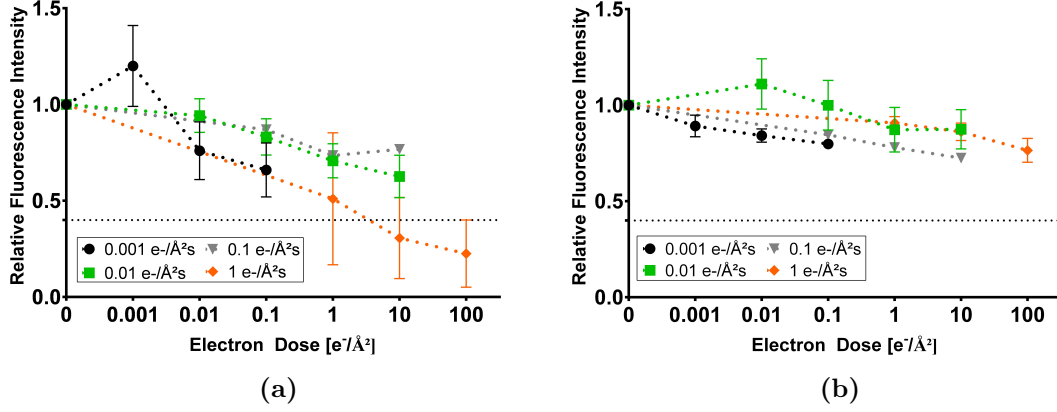 Relative Fluorescence Intensity
1.5
1.0
0.5
0.0
0.001 e-/Å²s
0.1 e-/Å²s
0.01 e-/Å²s
1 e-/Å²s
0 0.001 0.01 0.1 1 10 100
Electron Dose [e⁻/Å²]
(a)
Relative Fluorescence Intensity
1.5
1.0
0.5
0.0
0.001 e-/Å²s
0.1 e-/Å²s
0.01 e-/Å²s
1 e-/Å²s
0 0.001 0.01 0.1 1 10 100
Electron Dose [e⁻/Å²]
(b)